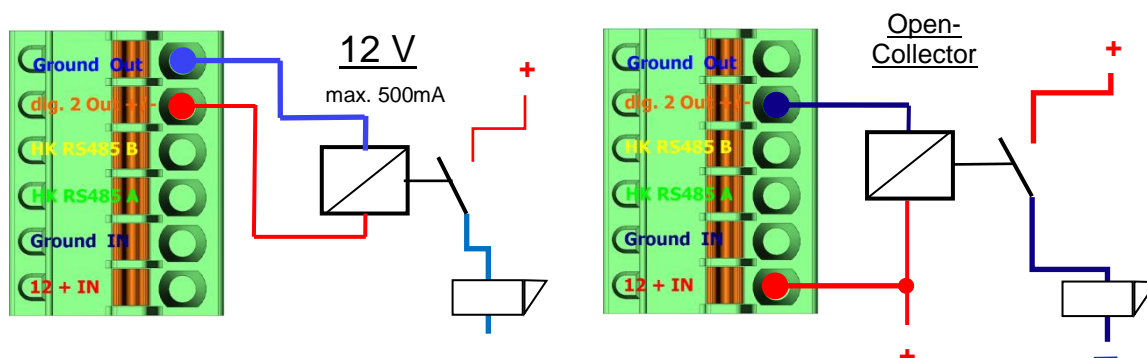 Ground Out
dig. 2 Out +/-
HK RS485 B
HK RS485 A
Ground IN
12 + IN
12 V
max. 500mA
+
Ground Out
dig. 2 Out +/-
HK RS485 B
HK RS485 A
Ground IN
12 + IN
Open-
Collector
+
+